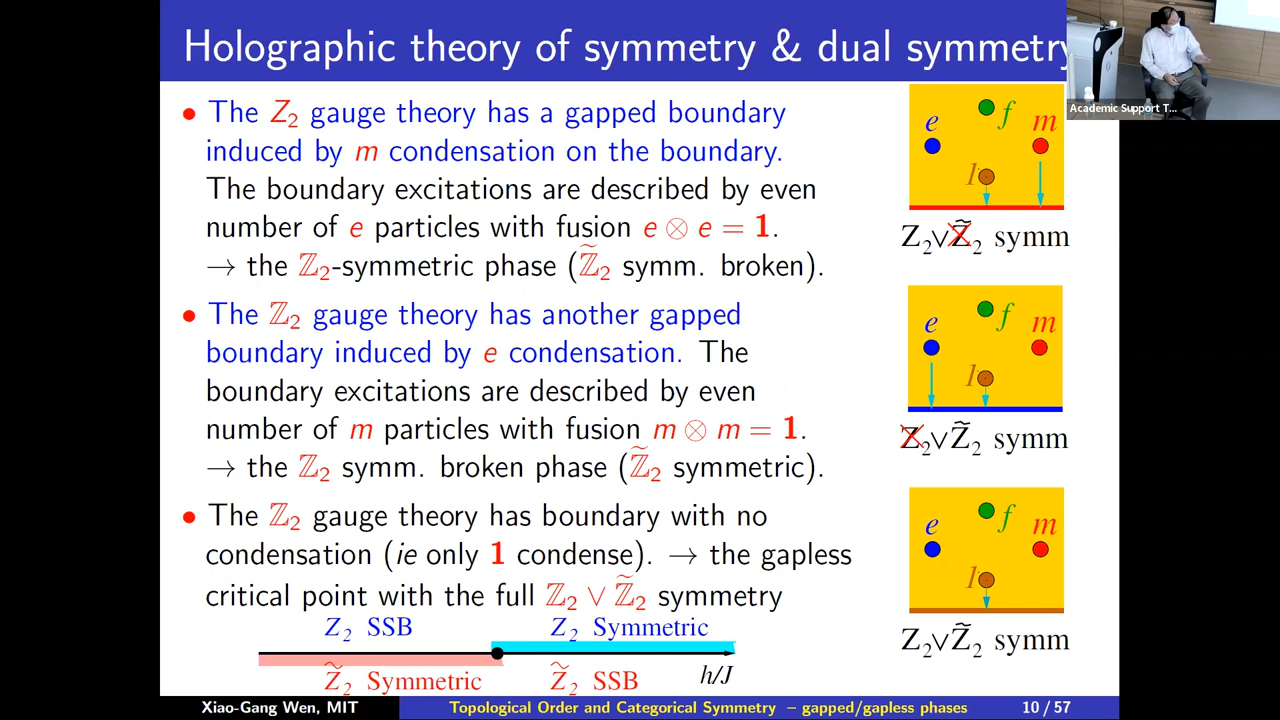 Holographic theory of symmetry & dual symmetry
• The Z₂ gauge theory has a gapped boundary
induced by m condensation on the boundary.
The boundary excitations are described by even
number of e particles with fusion e ⊗ e = 1.
→ the ℤ₂-symmetric phase (ℤ̃₂ symm. broken).
• The ℤ₂ gauge theory has another gapped
boundary induced by e condensation. The
boundary excitations are described by even
number of m particles with fusion m ⊗ m = 1.
→ the ℤ₂ symm. broken phase (ℤ̃₂ symmetric).
• The ℤ₂ gauge theory has boundary with no
condensation (ie only 1 condense). → the gapless
critical point with the full ℤ₂ ∨ ℤ̃₂ symmetry
Z₂ SSB Z₂ Symmetric
Z̃₂ Symmetric Z̃₂ SSB h/J
e f m
1
Z₂∨Z̃₂ symm
e f m
1
Z₂∨Z̃₂ symm
e f m
1
Z₂∨Z̃₂ symm
Academic Support T...
Xiao-Gang Wen, MIT Topological Order and Categorical Symmetry – gapped/gapless phases 10 / 57